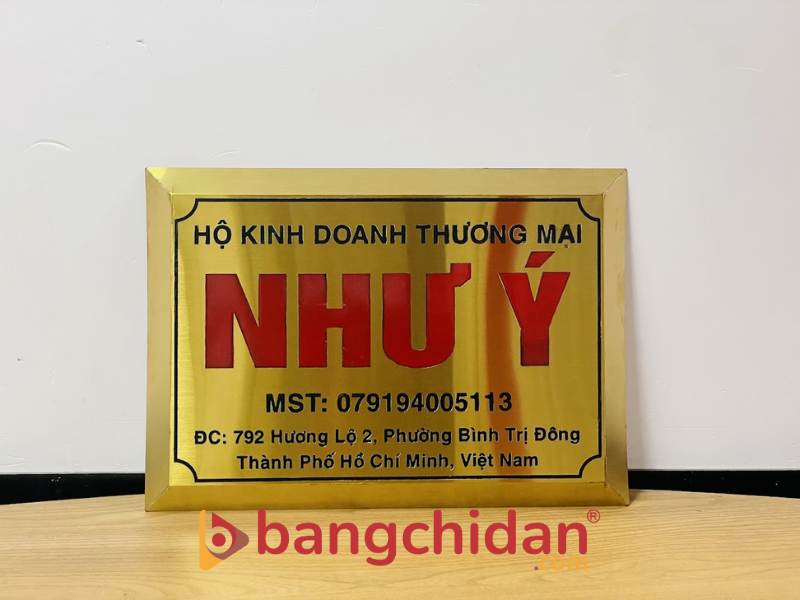 HỘ KINH DOANH THƯƠNG MẠI
NHƯ Ý
MST: 079194005113
ĐC: 792 Hương Lộ 2, Phường Bình Trị Đông
Thành Phố Hồ Chí Minh, Việt Nam
bangchidan®
.com